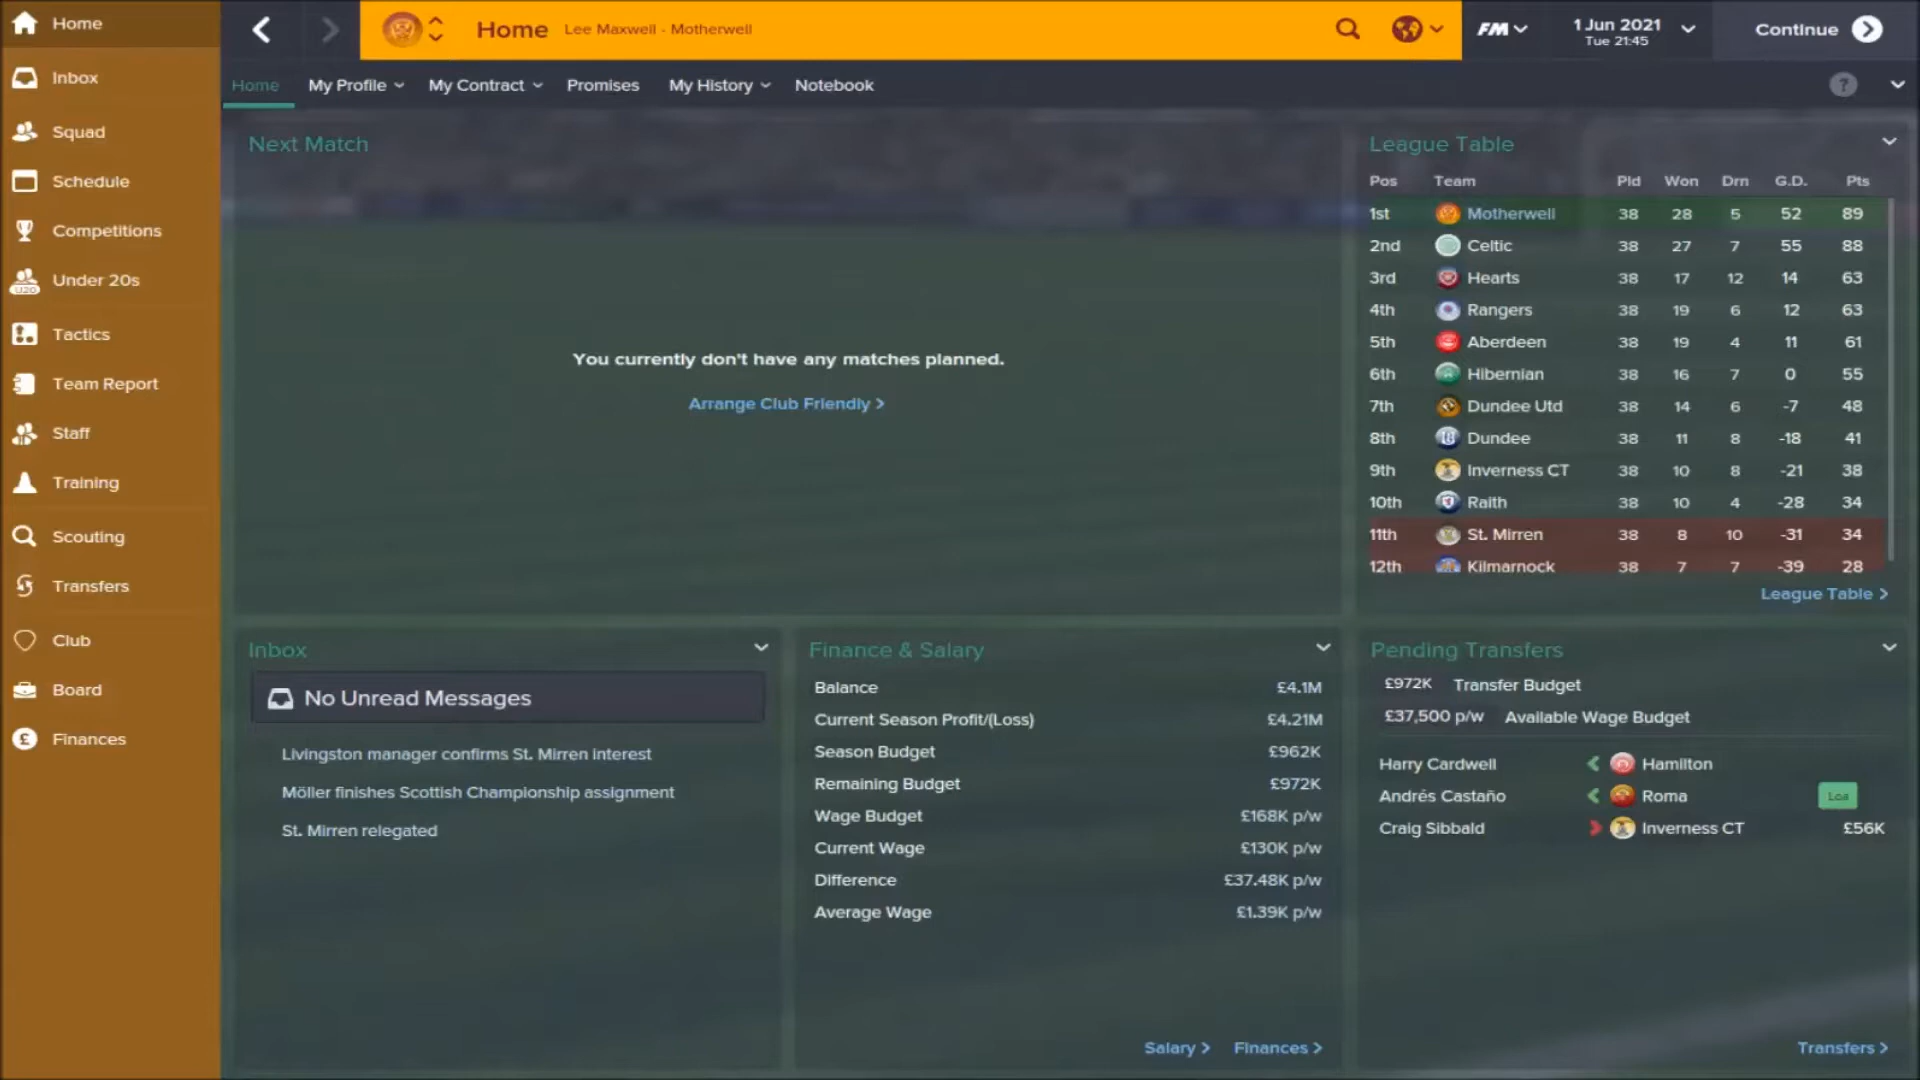 Home
Inbox
Squad
Schedule
Competitions
U20
Under 20s
Tactics
Team Report
Staff
Training
Scouting
Transfers
Club
Board
£ Finances
Home Lee Maxwell - Motherwell
FM
1 Jun 2021
Tue 21:45
Continue
Home My Profile My Contract Promises My History Notebook ?
Next Match
You currently don't have any matches planned.
Arrange Club Friendly >
League Table
Pos Team Pld Won Drn G.D. Pts
1st Motherwell 38 28 5 52 89
2nd Celtic 38 27 7 55 88
3rd Hearts 38 17 12 14 63
4th Rangers 38 19 6 12 63
5th Aberdeen 38 19 4 11 61
6th Hibernian 38 16 7 0 55
7th Dundee Utd 38 14 6 -7 48
8th Dundee 38 11 8 -18 41
9th Inverness CT 38 10 8 -21 38
10th Raith 38 10 4 -28 34
11th St. Mirren 38 8 10 -31 34
12th Kilmarnock 38 7 7 -39 28
League Table >
Inbox
No Unread Messages
Livingston manager confirms St. Mirren interest
Möller finishes Scottish Championship assignment
St. Mirren relegated
Finance & Salary
Balance £4.1M
Current Season Profit/(Loss) £4.21M
Season Budget £962K
Remaining Budget £972K
Wage Budget £168K p/w
Current Wage £130K p/w
Difference £37.48K p/w
Average Wage £1.39K p/w
Salary > Finances >
Pending Transfers
£972K Transfer Budget
£37,500 p/w Available Wage Budget
Harry Cardwell Hamilton
Andrés Castaño Roma Loa
Craig Sibbald Inverness CT £56K
Transfers >